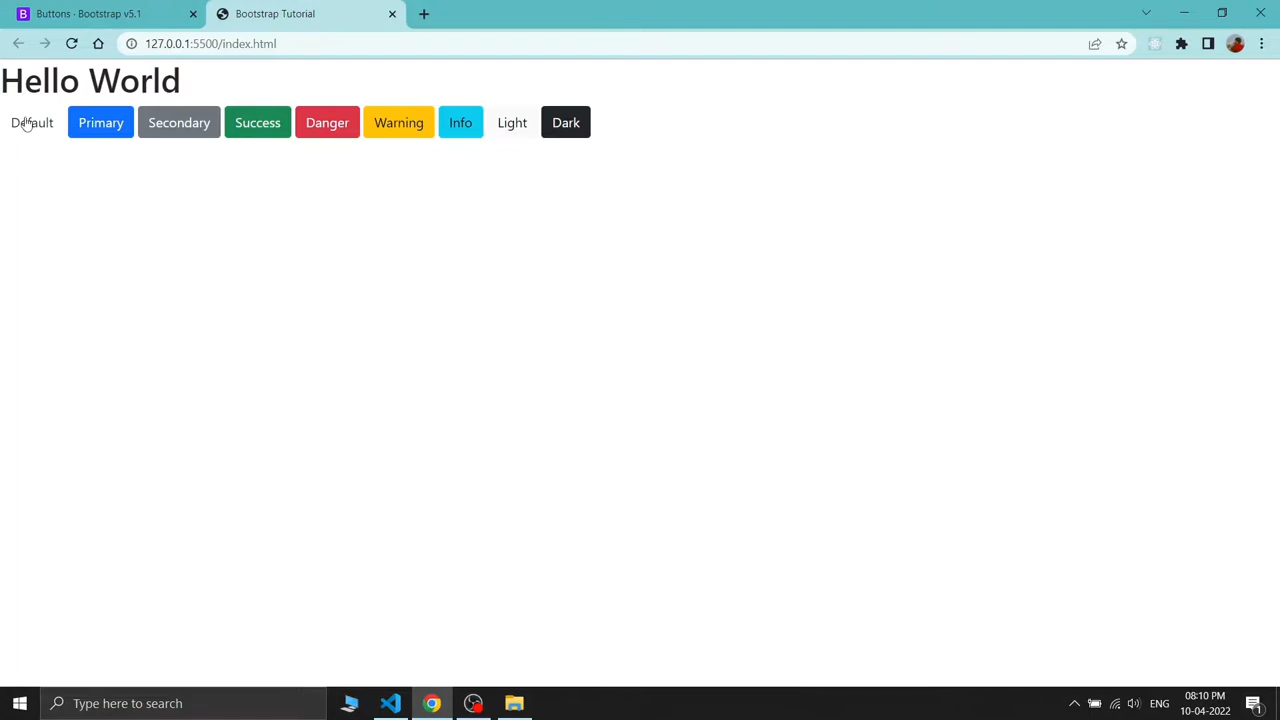 Buttons · Bootstrap v5.1
Bootstrap Tutorial
127.0.0.1:5500/index.html
Hello World
Default Primary Secondary Success Danger Warning Info Light Dark
Type here to search
ENG
08:10 PM
10-04-2022
1